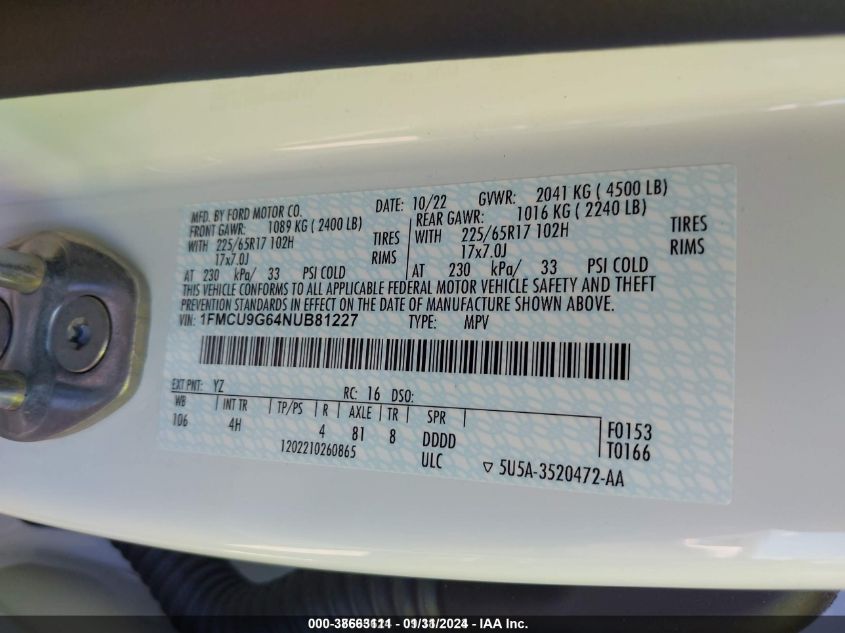 MFD. BY FORD MOTOR CO. DATE: 10/22 GVWR: 2041 KG ( 4500 LB)
FRONT GAWR: 1089 KG ( 2400 LB) REAR GAWR: 1016 KG ( 2240 LB)
WITH 225/65R17 102H TIRES WITH 225/65R17 102H TIRES
17x7.0J RIMS 17x7.0J RIMS
AT 230 kPa/ 33 PSI COLD AT 230 kPa/ 33 PSI COLD
THIS VEHICLE CONFORMS TO ALL APPLICABLE FEDERAL MOTOR VEHICLE SAFETY AND THEFT
PREVENTION STANDARDS IN EFFECT ON THE DATE OF MANUFACTURE SHOWN ABOVE.
VIN: 1FMCU9G64NUB81227 TYPE: MPV
EXT PNT: YZ RC: 16 DSO:
WB INT TR TP/PS R AXLE TR SPR
106 4H 4 81 8 DDDD F0153
1202210260865 ULC T0166
▽ 5U5A-3520472-AA
01/31/2024 - IAA Inc.